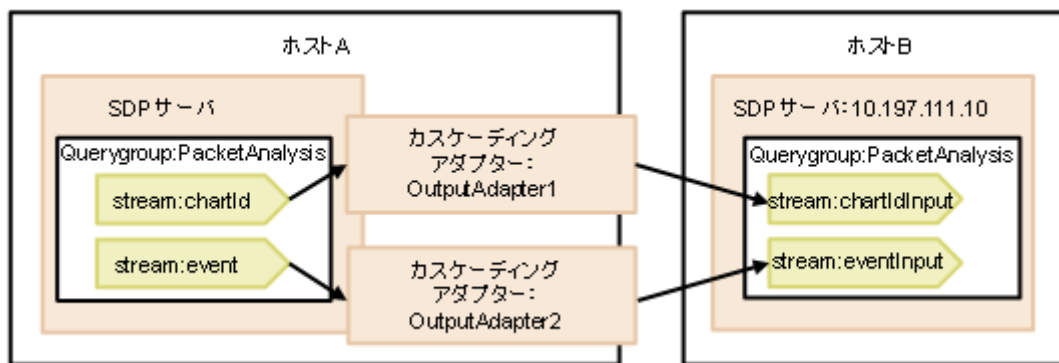 ホストA
SDPサーバ
Querygroup:PacketAnalysis
stream:chartId
stream:event
カスケーディング
アダプター:
OutputAdapter1
カスケーディング
アダプター:
OutputAdapter2
ホストB
SDPサーバ:10.197.111.10
Querygroup:PacketAnalysis
stream:chartIdInput
stream:eventInput